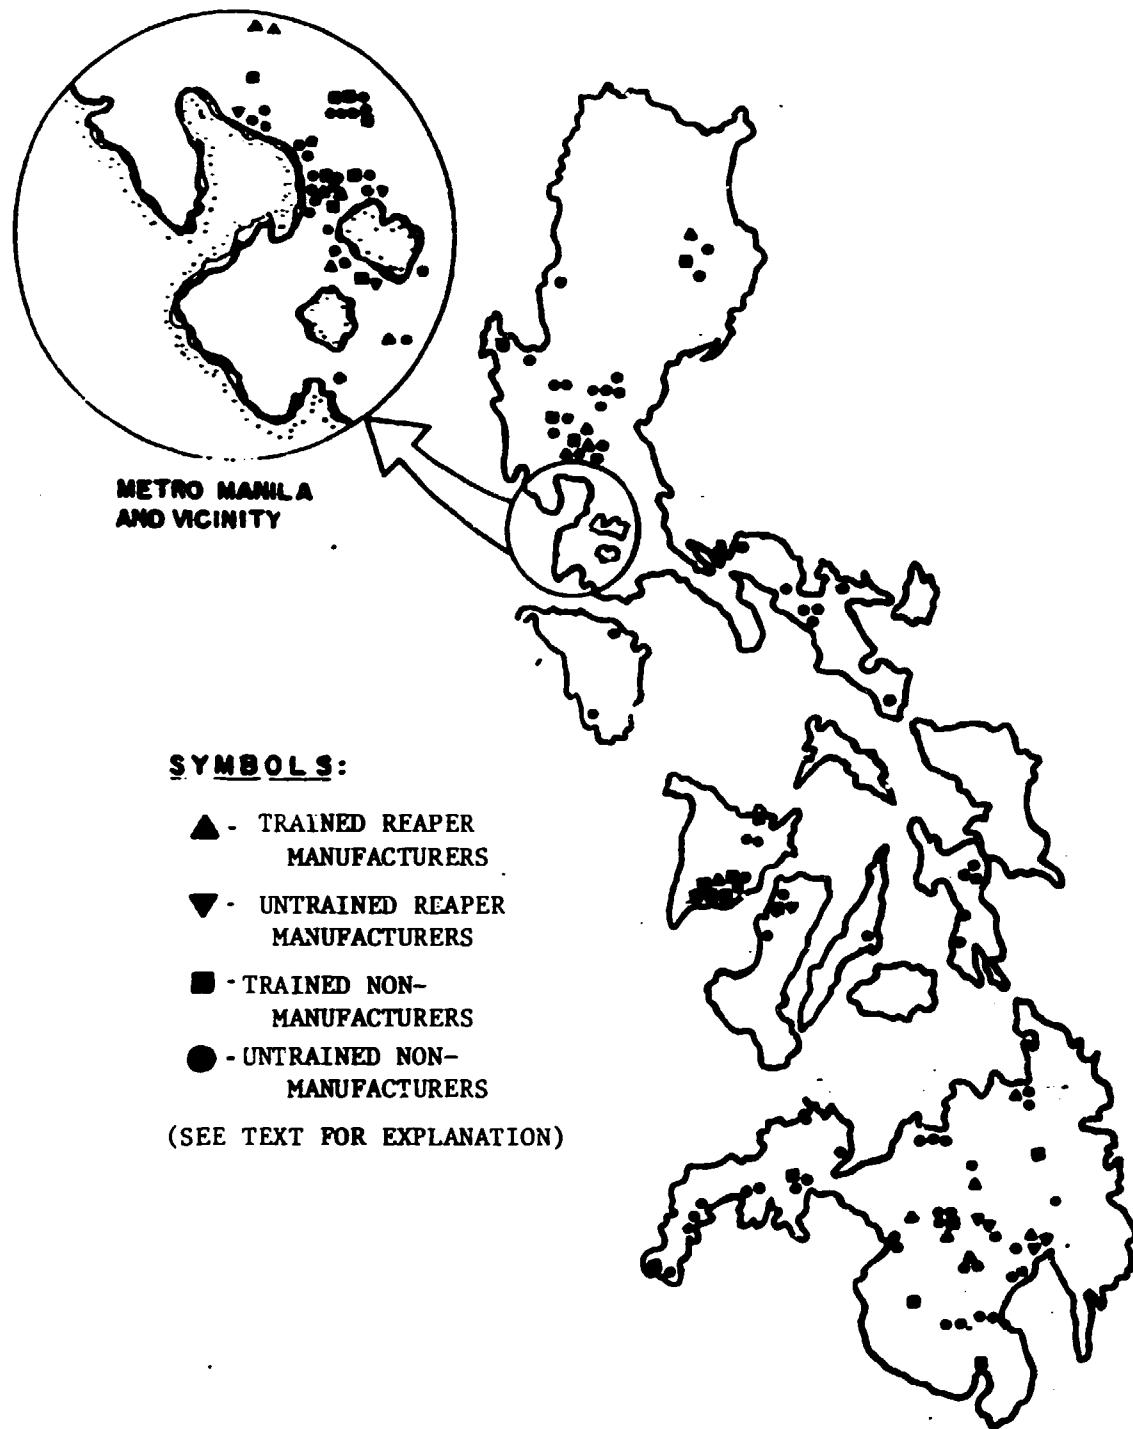 METRO MANILA
AND VICINITY
SYMBOLS:
▲ - TRAINED REAPER
MANUFACTURERS
▼ - UNTRAINED REAPER
MANUFACTURERS
■ - TRAINED NON-
MANUFACTURERS
● - UNTRAINED NON-
MANUFACTURERS
(SEE TEXT FOR EXPLANATION)